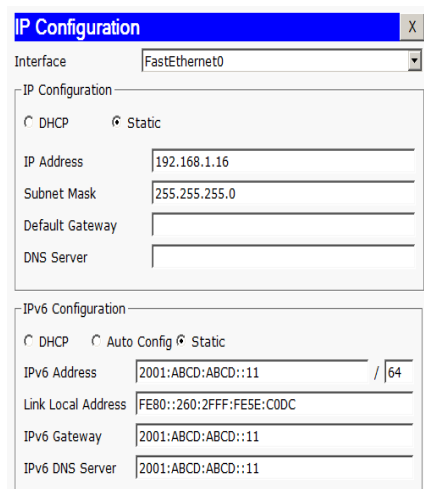 IP Configuration X
Interface FastEthernet0
IP Configuration
DHCP Static
IP Address 192.168.1.16
Subnet Mask 255.255.255.0
Default Gateway
DNS Server
IPv6 Configuration
DHCP Auto Config Static
IPv6 Address 2001:ABCD:ABCD::11 / 64
Link Local Address FE80::260:2FFF:FE5E:C0DC
IPv6 Gateway 2001:ABCD:ABCD::11
IPv6 DNS Server 2001:ABCD:ABCD::11